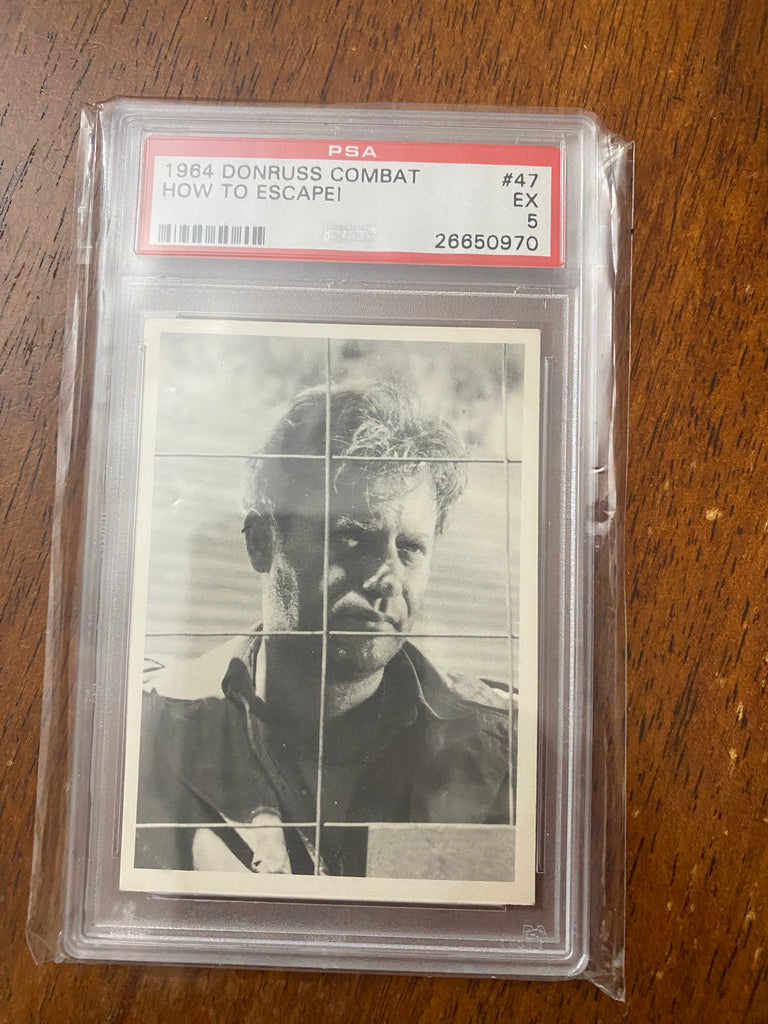 PSA
1964 DONRUSS COMBAT
#47
HOW TO ESCAPE!
EX
5
26650970